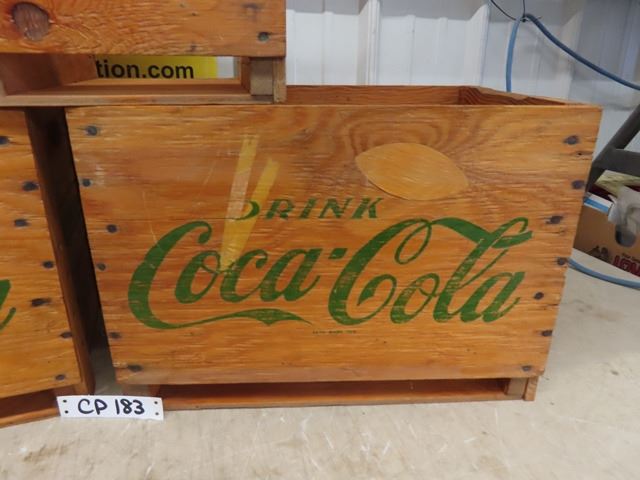 tion.com
DRINK
Coca-Cola
CP 183